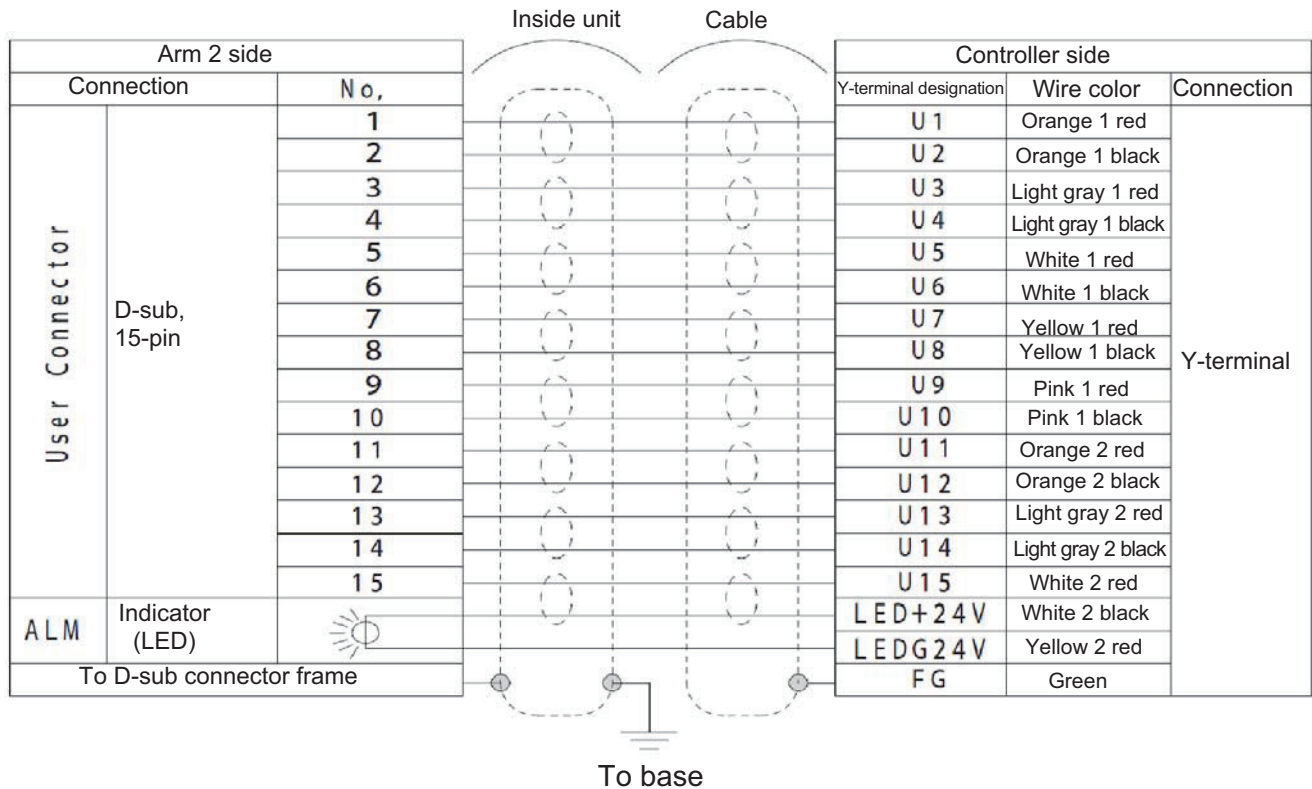 Inside unit Cable
Arm 2 side Controller side
Connection No, Y-terminal designation Wire color Connection
1 U1 Orange 1 red
2 U2 Orange 1 black
3 U3 Light gray 1 red
4 U4 Light gray 1 black
5 U5 White 1 red
6 U6 White 1 black
User Connector
D-sub,
15-pin
7 U7 Yellow 1 red
8 U8 Yellow 1 black
Y-terminal
9 U9 Pink 1 red
10 U10 Pink 1 black
11 U11 Orange 2 red
12 U12 Orange 2 black
13 U13 Light gray 2 red
14 U14 Light gray 2 black
15 U15 White 2 red
ALM Indicator
(LED)
LED+24V White 2 black
LEDG24V Yellow 2 red
To D-sub connector frame FG Green
To base